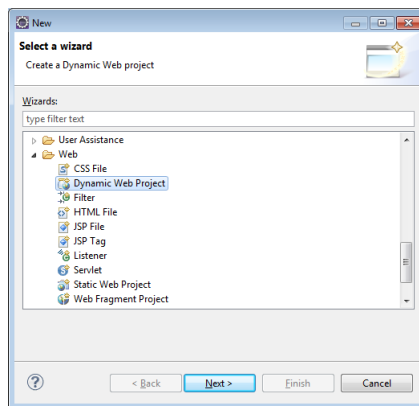 New
Select a wizard
Create a Dynamic Web project
Wizards:
type filter text
User Assistance
Web
CSS File
Dynamic Web Project
Filter
HTML File
JSP File
JSP Tag
Listener
Servlet
Static Web Project
Web Fragment Project
?
< Back Next > Finish Cancel